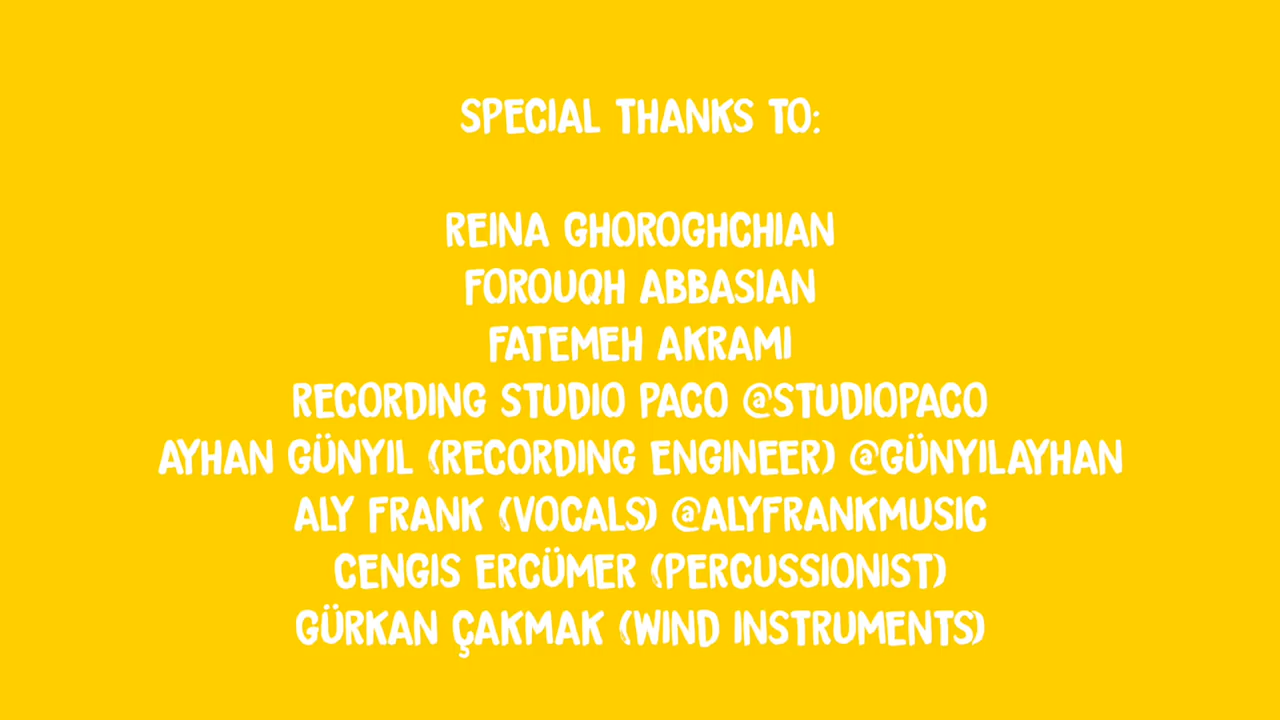 SPECIAL THANKS TO:
REINA GHOROGHCHIAN
FOROUQH ABBASIAN
FATEMEH AKRAMI
RECORDING STUDIO PACO @STUDIOPACO
AYHAN GÜNYIL (RECORDING ENGINEER) @GÜNYILAYHAN
ALY FRANK (VOCALS) @ALYFRANKMUSIC
CENGIS ERCÜMER (PERCUSSIONIST)
GÜRKAN ÇAKMAK (WIND INSTRUMENTS)